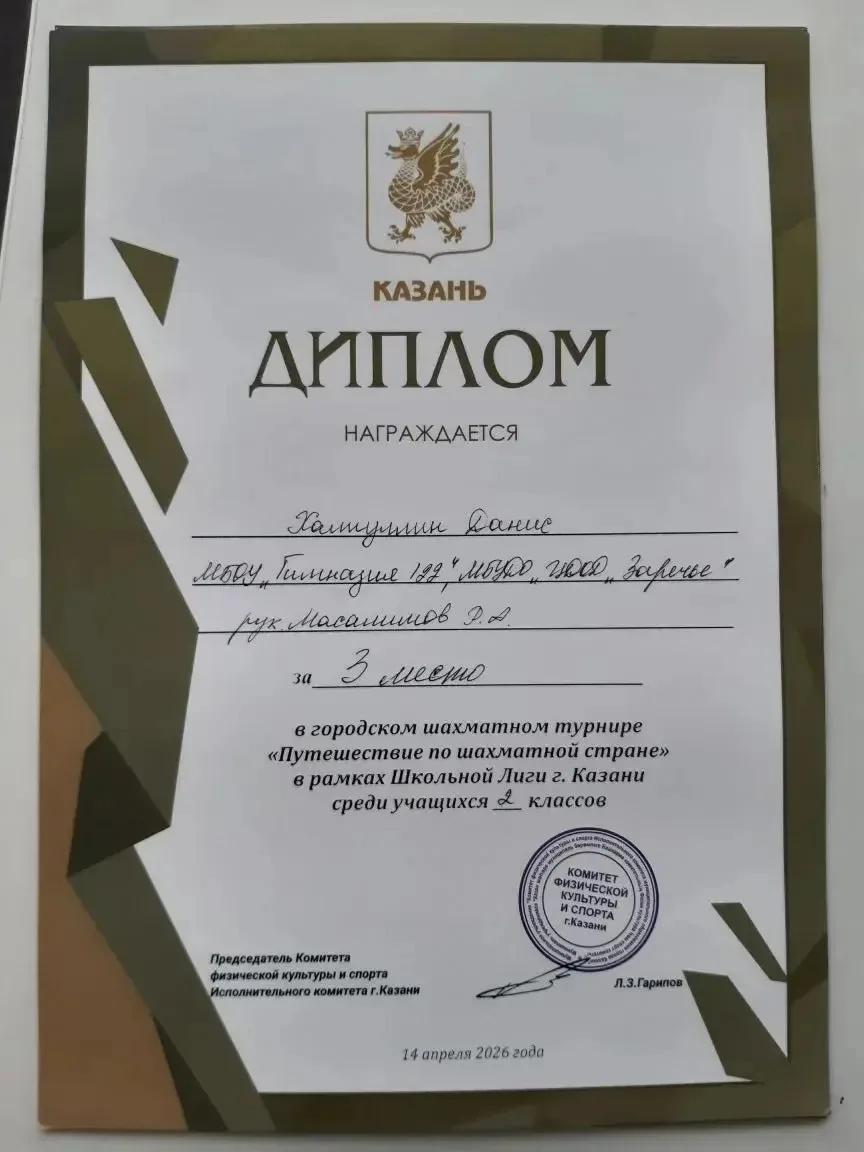 КАЗАНЬ
ДИПЛОМ
НАГРАЖДАЕТСЯ
Халиуллин Данис
МБОУ „Гимназия 122", МБУДО „ЦДОД „Заречье"
рук. Масалимов Р.А.
за 3 место
в городском шахматном турнире
«Путешествие по шахматной стране»
в рамках Школьной Лиги г. Казани
среди учащихся 2 классов
КОМИТЕТ
ФИЗИЧЕСКОЙ
КУЛЬТУРЫ
И СПОРТА
г.Казани
Председатель Комитета
физической культуры и спорта
Исполнительного комитета г.Казани
Л.З.Гарипов
14 апреля 2026 года